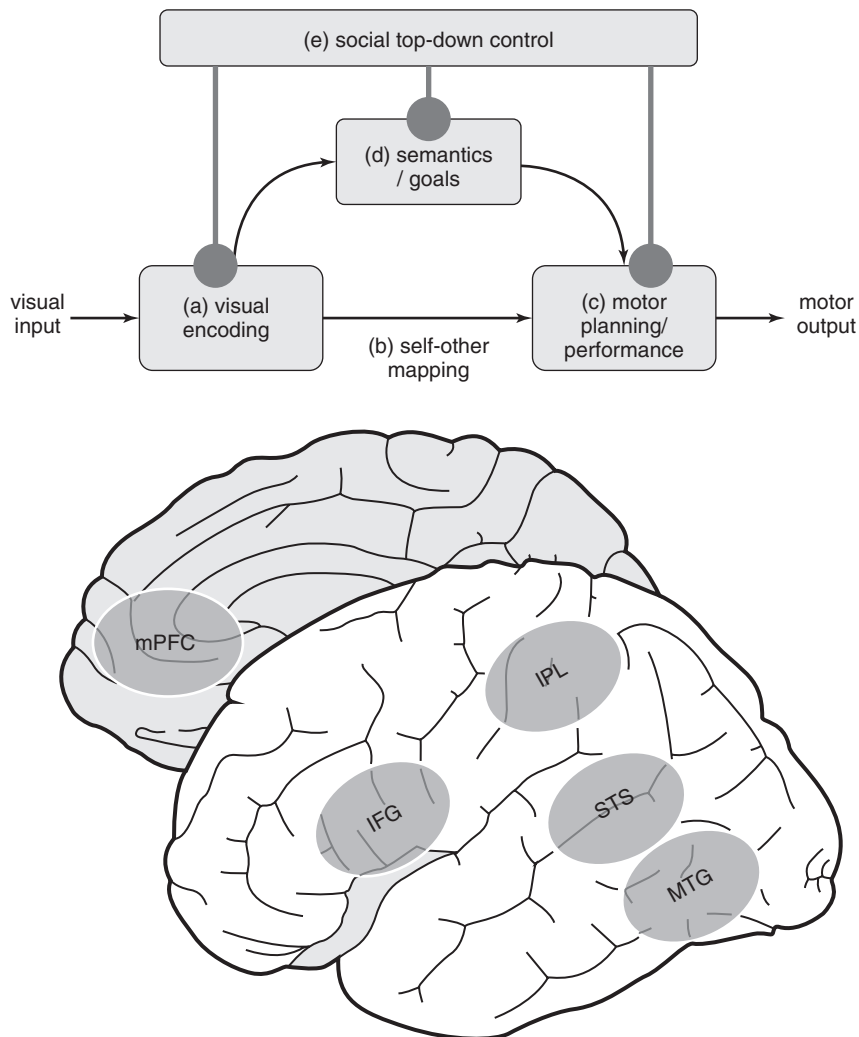 (e) social top-down control
(d) semantics
/ goals
visual
input
(a) visual
encoding
(b) self-other
mapping
(c) motor
planning/
performance
motor
output
mPFC
IPL
IFG
STS
MTG